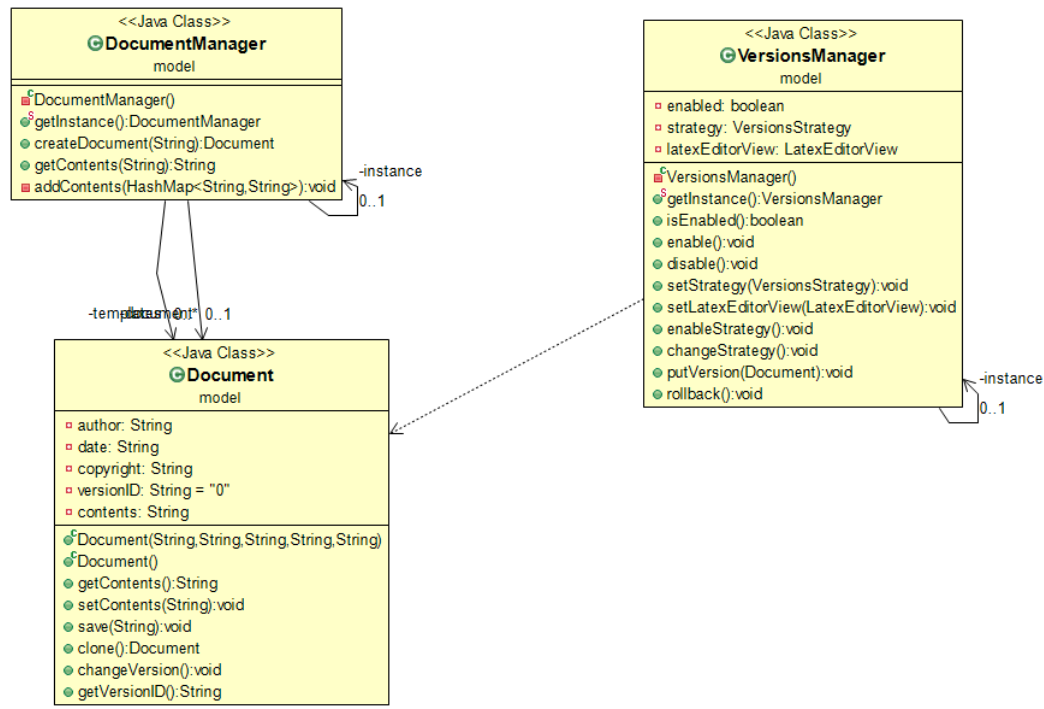 <<Java Class>>
DocumentManager
model
DocumentManager()
getInstance():DocumentManager
createDocument(String):Document
getContents(String):String
addContents(HashMap<String,String>):void
-instance
0..1
0..1
<<Java Class>>
Document
model
author: String
date: String
copyright: String
versionID: String = "0"
contents: String
Document(String,String,String,String,String)
Document()
getContents():String
setContents(String):void
save(String):void
clone():Document
changeVersion():void
getVersionID():String
<<Java Class>>
VersionsManager
model
enabled: boolean
strategy: VersionsStrategy
latexEditorView: LatexEditorView
VersionsManager()
getInstance():VersionsManager
isEnabled():boolean
enable():void
disable():void
setStrategy(VersionsStrategy):void
setLatexEditorView(LatexEditorView):void
enableStrategy():void
changeStrategy():void
putVersion(Document):void
rollback():void
-instance
0..1